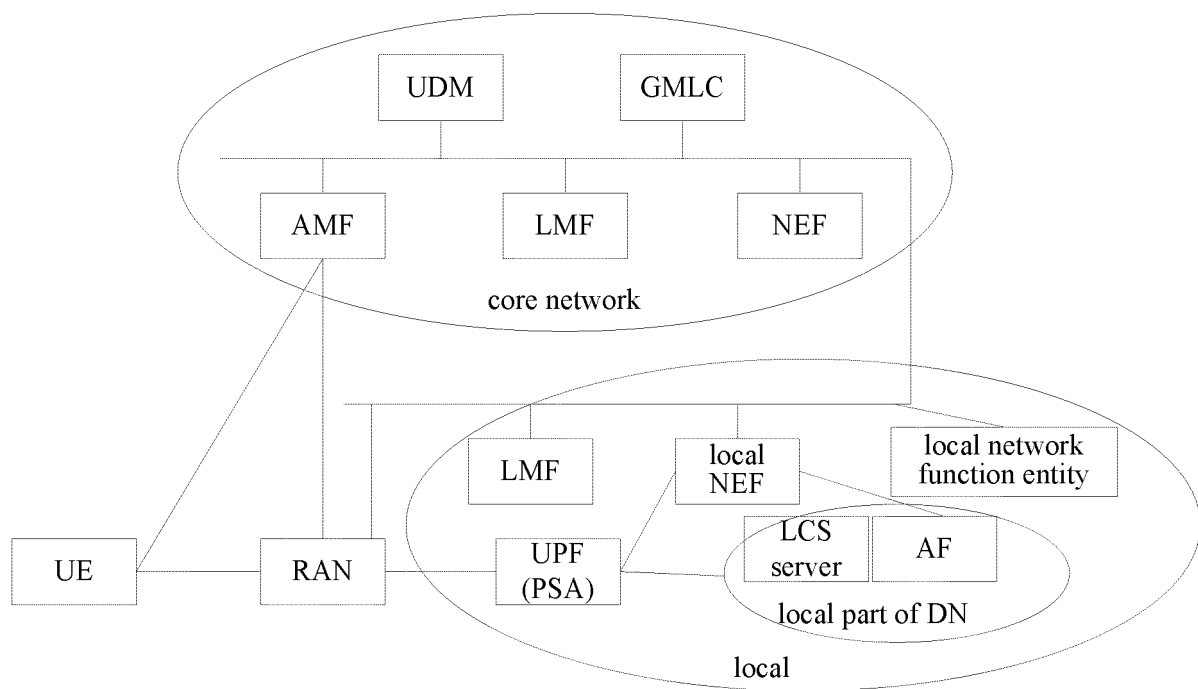 UDM
GMLC
AMF
LMF
NEF
core network
LMF
local
NEF
local network
function entity
UE
RAN
UPF
(PSA)
LCS
server
AF
local part of DN
local